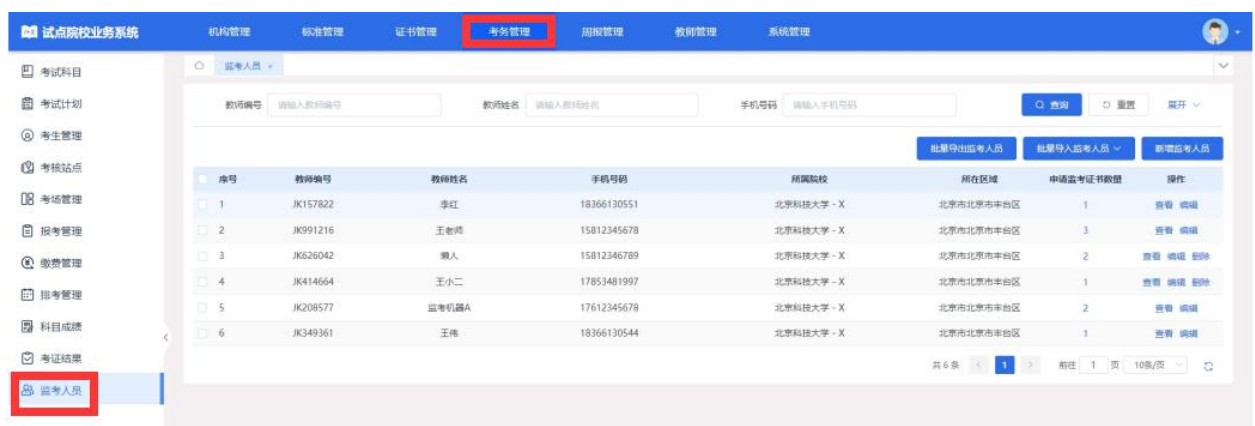 试点院校业务系统 机构管理 标准管理 证书管理 考务管理 周报管理 教师管理 系统管理
考试科目
考试计划
考生管理
考核站点
考场管理
报考管理
缴费管理
排考管理
科目成绩
考证结果
监考人员
监考人员 ×
教师编号 请输入教师编号 教师姓名 请输入教师姓名 手机号码 请输入手机号码 查询 重置 展开
批量导出监考人员 批量导入监考人员 新增监考人员
序号 教师编号 教师姓名 手机号码 所属院校 所在区域 申请监考证书数量 操作
1 JK157822 李红 18366130551 北京科技大学 - X 北京市北京市丰台区 1 查看 编辑
2 JK991216 王老师 15812345678 北京科技大学 - X 北京市北京市丰台区 3 查看 编辑
3 JK626042 懒人 15812346789 北京科技大学 - X 北京市北京市丰台区 2 查看 编辑 删除
4 JK414664 王小二 17853481997 北京科技大学 - X 北京市北京市丰台区 1 查看 编辑 删除
5 JK208577 监考机器A 17612345678 北京科技大学 - X 北京市北京市丰台区 2 查看 编辑
6 JK349361 王伟 18366130544 北京科技大学 - X 北京市北京市丰台区 1 查看 编辑
共 6 条 < 1 > 前往 1 页 10条/页